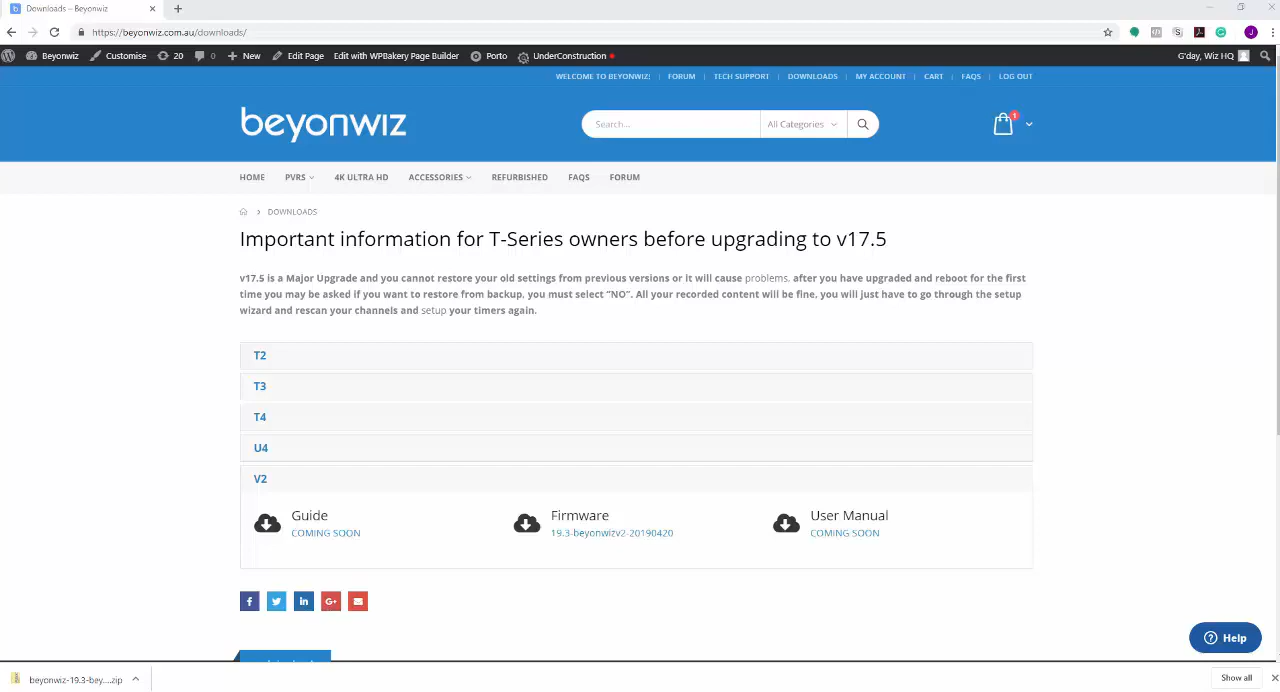 Downloads – Beyonwiz
https://beyonwiz.com.au/downloads/
Beyonwiz Customise 20 0 New Edit Page Edit with WPBakery Page Builder Porto UnderConstruction G'day, Wiz HQ
WELCOME TO BEYONWIZ! | FORUM | TECH SUPPORT | DOWNLOADS | MY ACCOUNT | CART | FAQS | LOG OUT
beyonwiz
Search... All Categories
1
HOME PVRS 4K ULTRA HD ACCESSORIES REFURBISHED FAQS FORUM
DOWNLOADS
Important information for T-Series owners before upgrading to v17.5
v17.5 is a Major Upgrade and you cannot restore your old settings from previous versions or it will cause problems, after you have upgraded and reboot for the first
time you may be asked if you want to restore from backup, you must select “NO”. All your recorded content will be fine, you will just have to go through the setup
wizard and rescan your channels and setup your timers again.
T2
T3
T4
U4
V2
Guide
COMING SOON
Firmware
19.3-beyonwizv2-20190420
User Manual
COMING SOON
Help
beyonwiz-19.3-bey....zip
Show all